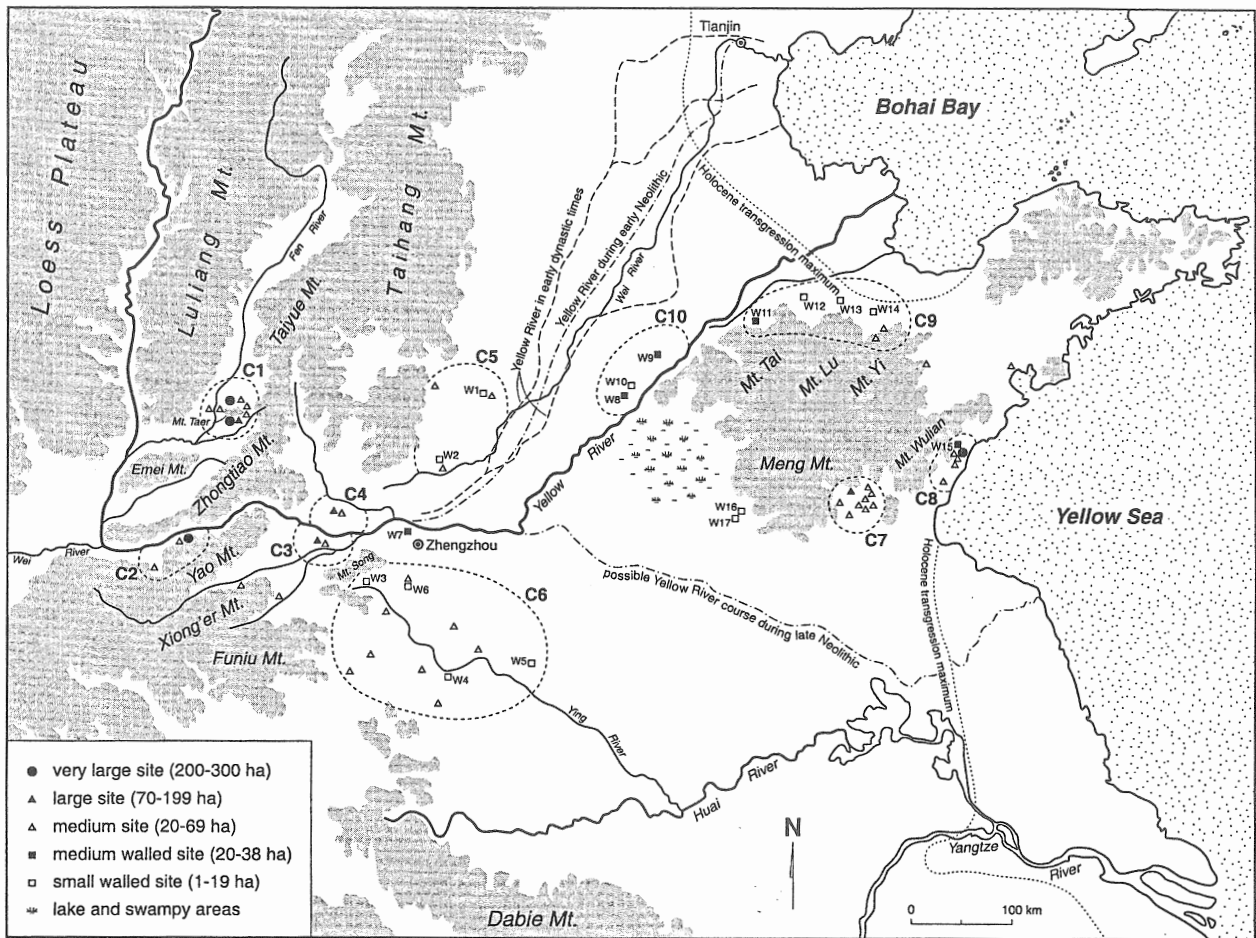 Tianjin
Bohai Bay
Loess Plateau
Luliang Mt.
Fen River
Taiyue Mt.
Taihang Mt.
Yellow River in early dynastic times
Yellow River during early Neolithic
Wei River
Holocene transgression maximum
C1
Mt. Taer
Emei Mt.
Zhongtiao Mt.
C5
W1
W2
C10
W9
W10
W8
W11
W12
W13
W14
C9
Mt. Tai
Mt. Lu
Mt. Yi
Mt. Wulian
W15
C8
Meng Mt.
C7
W16
W17
Yellow River
Yellow Sea
C4
C3
W7
Zhengzhou
Wei River
C2
Yao Mt.
Xiong'er Mt.
Funiu Mt.
Mt. Song
W3
W6
C6
W5
W4
possible Yellow River course during late Neolithic
Holocene transgression maximum
Ying River
Huai River
Yangtze River
Dabie Mt.
N
0 100 km
very large site (200-300 ha)
large site (70-199 ha)
medium site (20-69 ha)
medium walled site (20-38 ha)
small walled site (1-19 ha)
lake and swampy areas